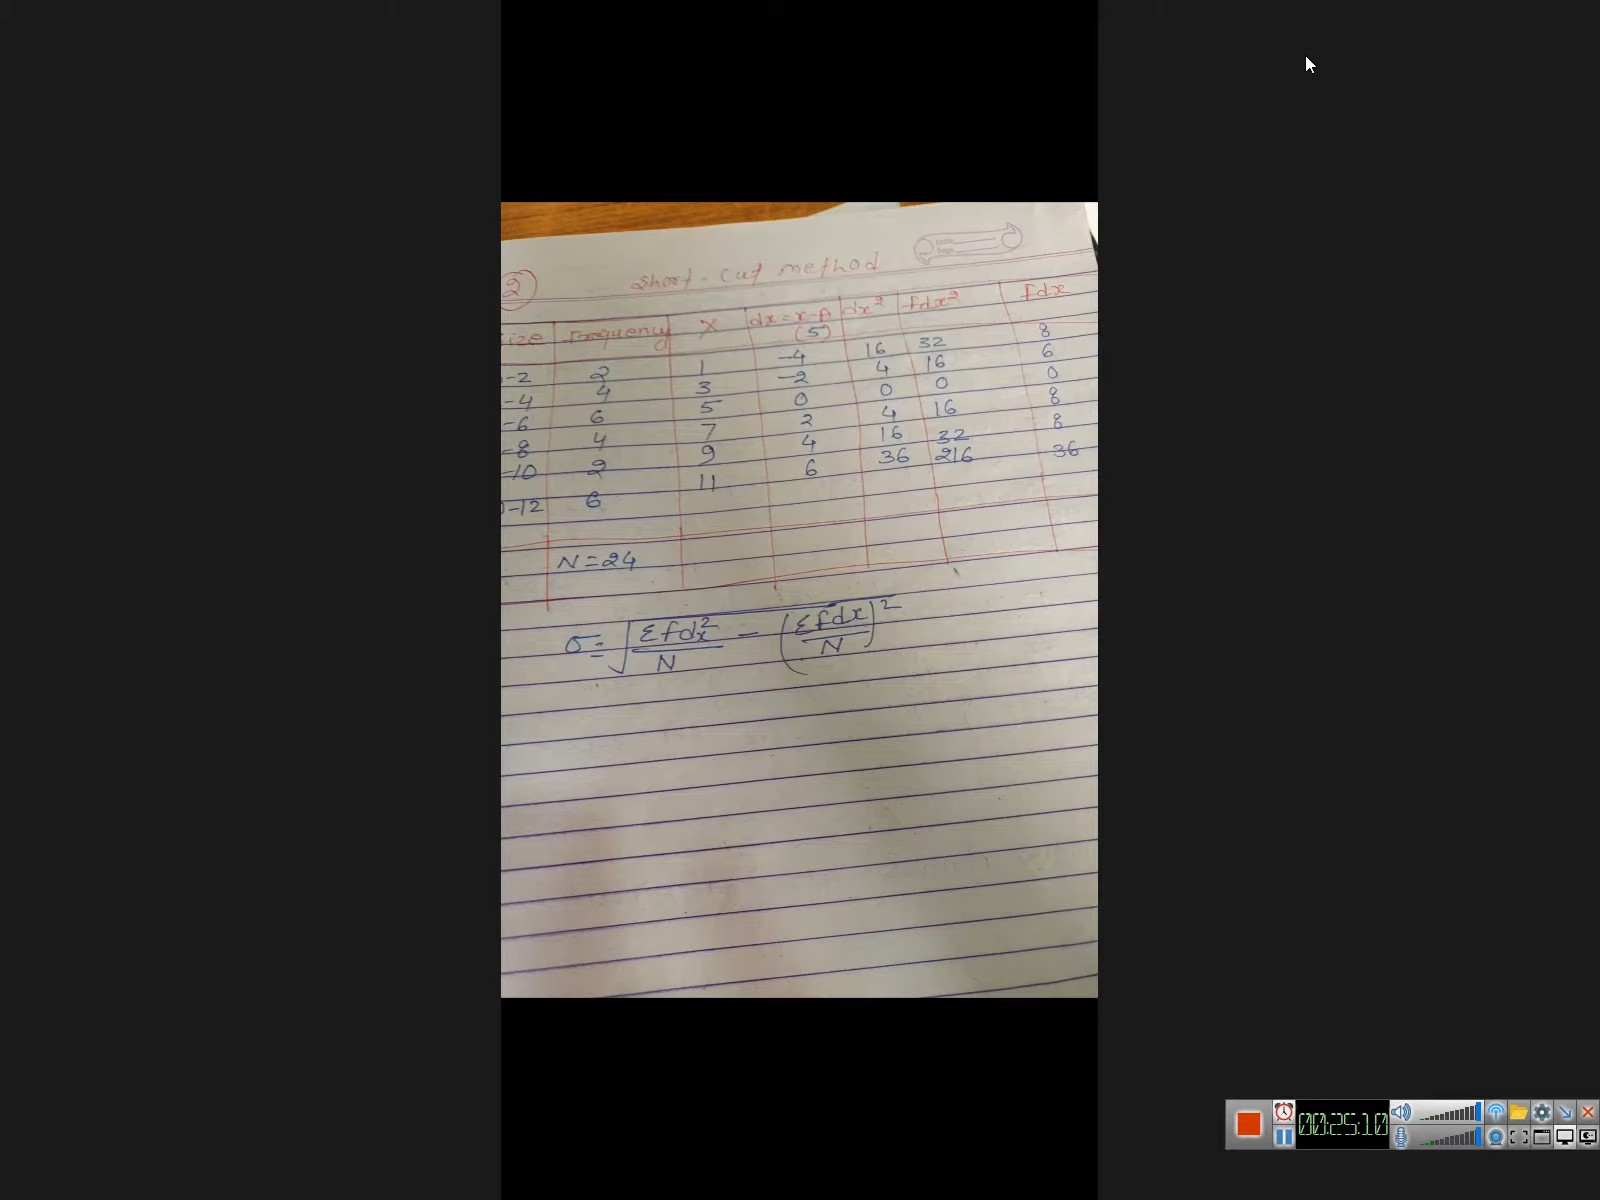 2 Short-Cut method
Size Frequency X dx=x-A (5) dx² fdx² fdx
-2 2 1 -4 16 32 8
-4 4 3 -2 4 16 6
-6 6 5 0 0 0 0
-8 4 7 2 4 16 8
-10 2 9 4 16 32 8
-12 6 11 6 36 216 36
N=24
σ=√Σfdx²/N - (Σfdx/N)²
00:25:10